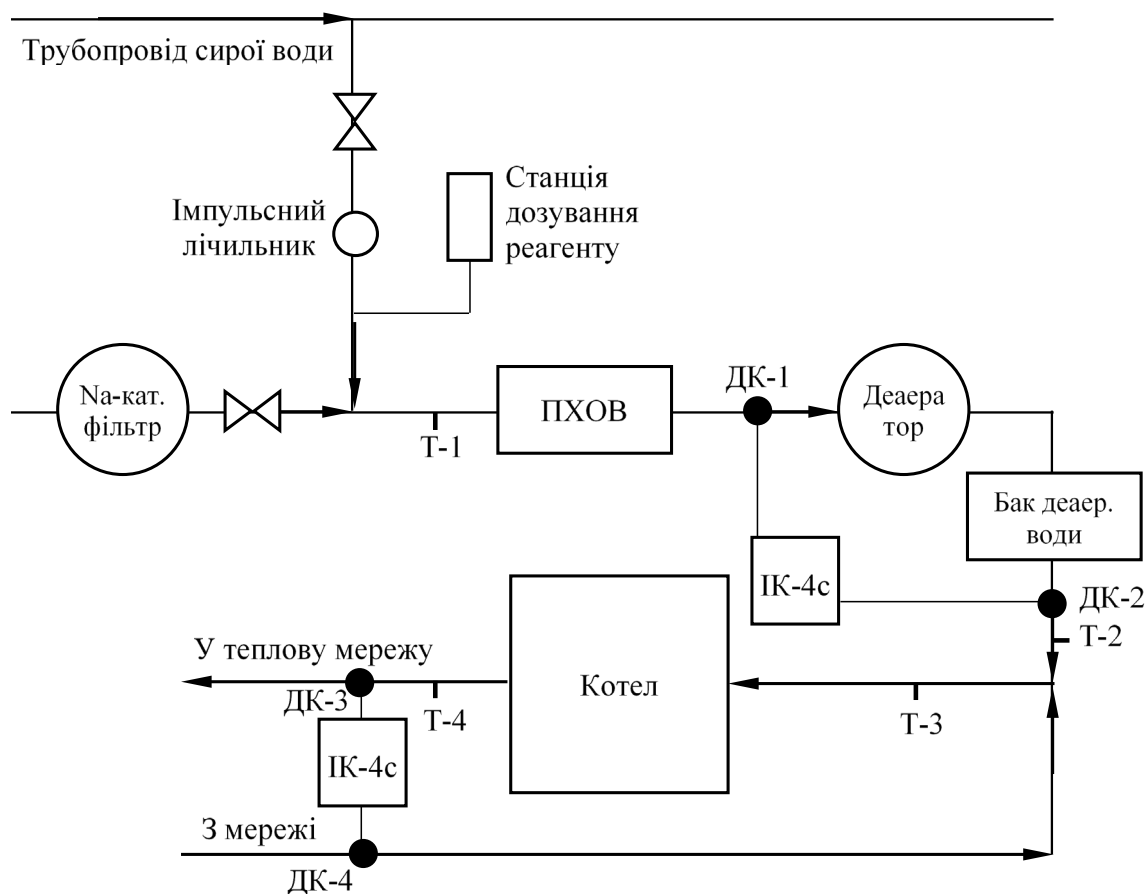 Трубопровід сирої води
Імпульсний
лічильник
Станція
дозування
реагенту
Na-кат.
фільтр
Т-1
ПХОВ
ДК-1
Деаера
тор
Бак деаер.
води
ІК-4с
ДК-2
Т-2
У теплову мережу
ДК-3
Т-4
Котел
Т-3
ІК-4с
З мережі
ДК-4